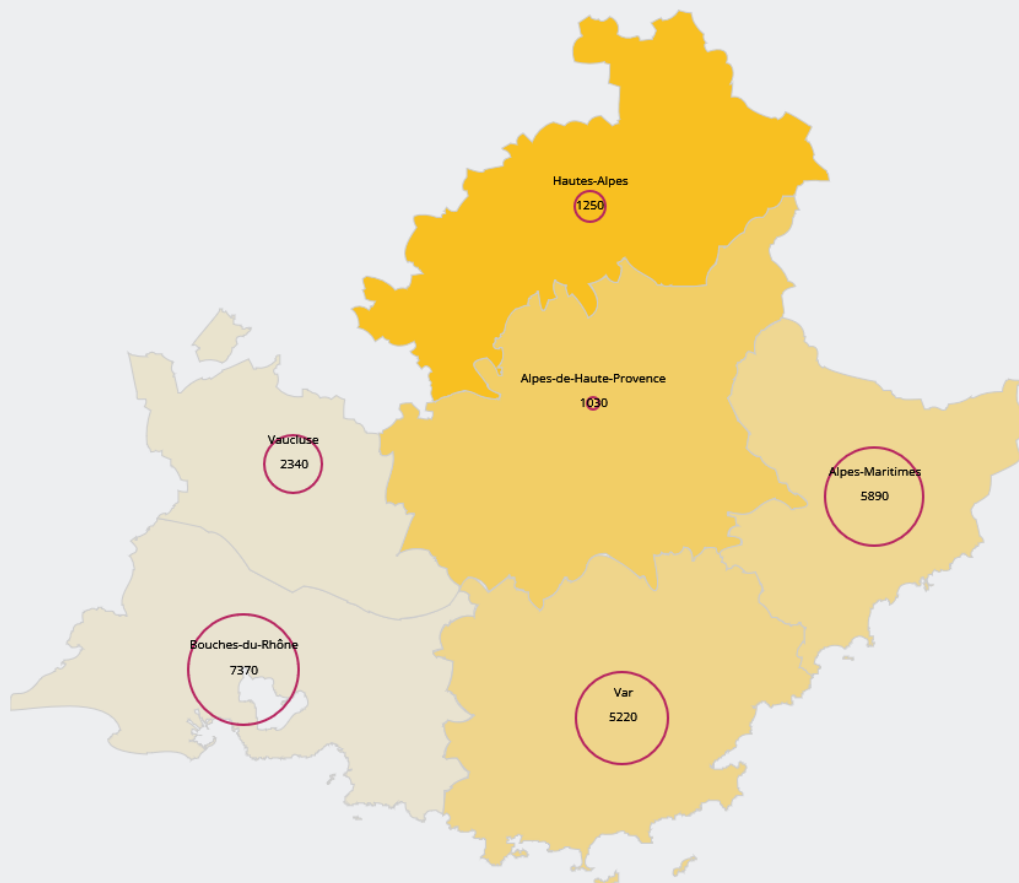 Hautes-Alpes
1250
Alpes-de-Haute-Provence
1030
Vaucluse
2340
Alpes-Maritimes
5890
Bouches-du-Rhône
7370
Var
5220